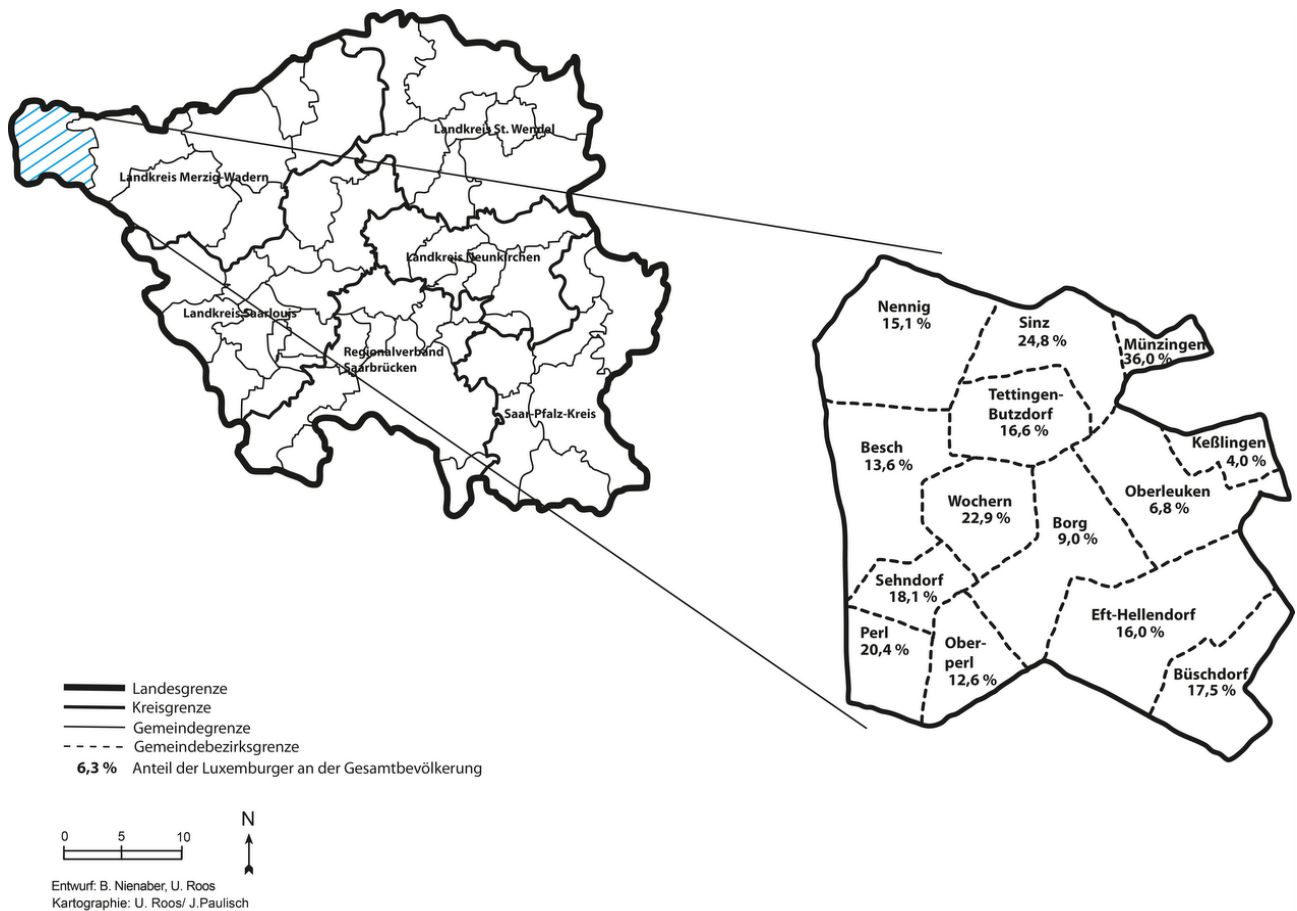 Landkreis St. Wendel
Landkreis Merzig-Wadern
Landkreis Neunkirchen
Landkreis Saarlouis
Regionalverband
Saarbrücken
Saar-Pfalz-Kreis
Nennig
15,1 %
Sinz
24,8 %
Münzingen
36,0 %
Tettingen-
Butzdorf
16,6 %
Besch
13,6 %
Keßlingen
4,0 %
Oberleuken
6,8 %
Wochern
22,9 %
Borg
9,0 %
Sehndorf
18,1 %
Perl
20,4 %
Ober-
perl
12,6 %
Eft-Hellendorf
16,0 %
Büschdorf
17,5 %
Landesgrenze
Kreisgrenze
Gemeindegrenze
Gemeindebezirksgrenze
6,3 % Anteil der Luxemburger an der Gesamtbevölkerung
0 5 10
N
Entwurf: B. Nienaber, U. Roos
Kartographie: U. Roos/ J.Paulisch